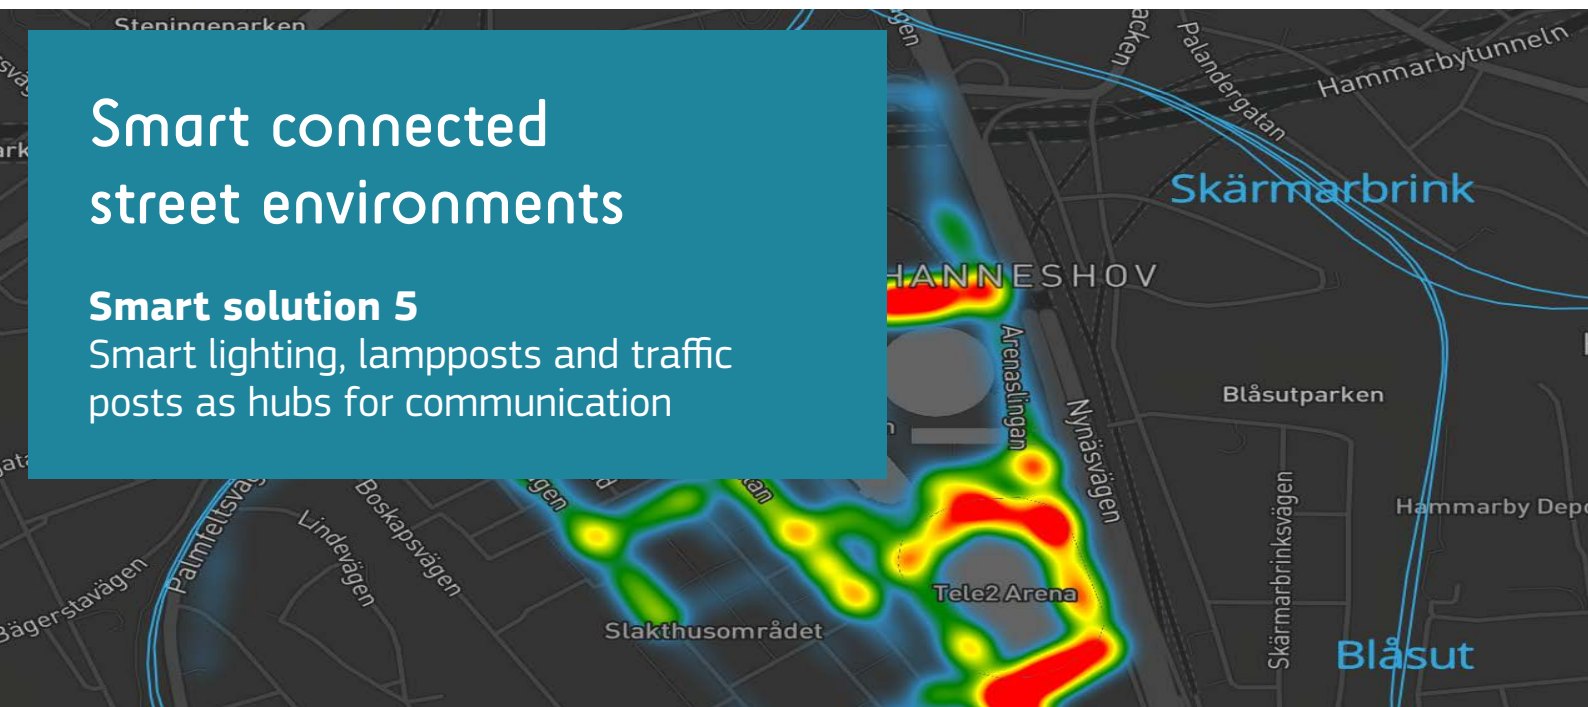 Steningeparken
Smart connected
street environments
Smart solution 5
Smart lighting, lampposts and traffic
posts as hubs for communication
Palandergatan
Hammarbytunneln
Skärmarbrink
HANNESHOV
Arenaslingan
Nynäsvägen
Blåsutparken
Hammarby Depo
Skärmarbrinksvägen
Palmfeltsväg
Lindevägen
Boskapsvägen
Bägerstavägen
Slakthusområdet
Tele2 Arena
Blåsut